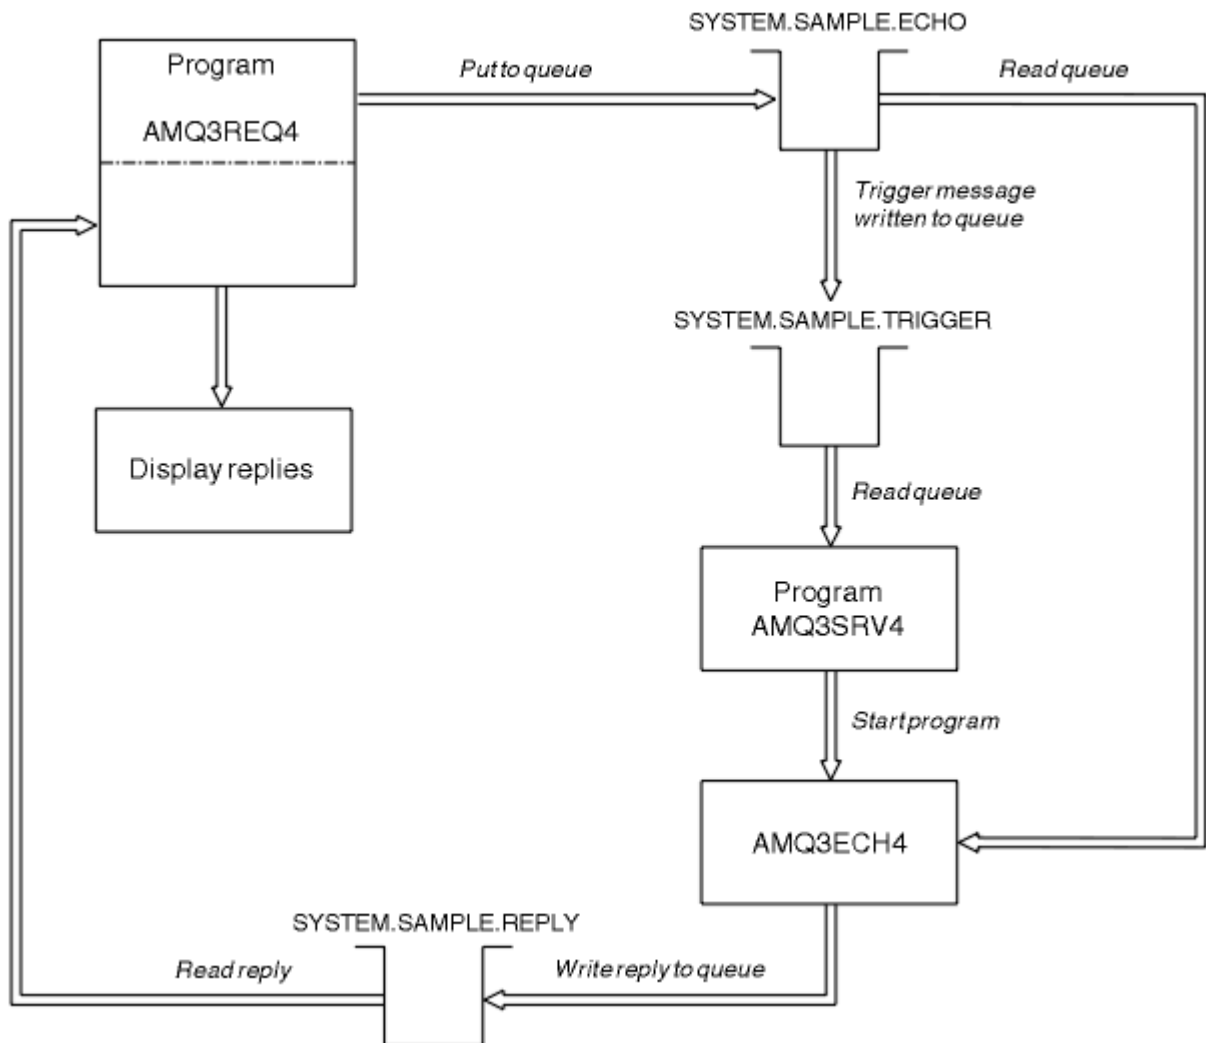 SYSTEM.SAMPLE.ECHO
Program
AMQ3REQ4
Put to queue
Read queue
Trigger message
written to queue
SYSTEM.SAMPLE.TRIGGER
Display replies
Read queue
Program
AMQ3SRV4
Start program
AMQ3ECH4
SYSTEM.SAMPLE.REPLY
Read reply
Write reply to queue